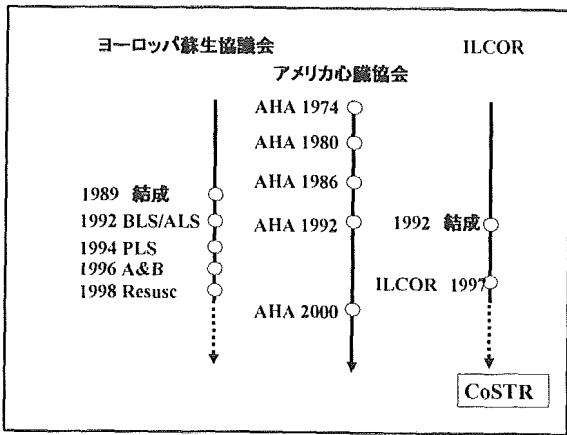 ヨーロッパ蘇生協議会
アメリカ心臓協会
ILCOR
1989 結成
1992 BLS/ALS
1994 PLS
1996 A&B
1998 Resusc
AHA 1974
AHA 1980
AHA 1986
AHA 1992
AHA 2000
1992 結成
ILCOR 1997
CoSTR